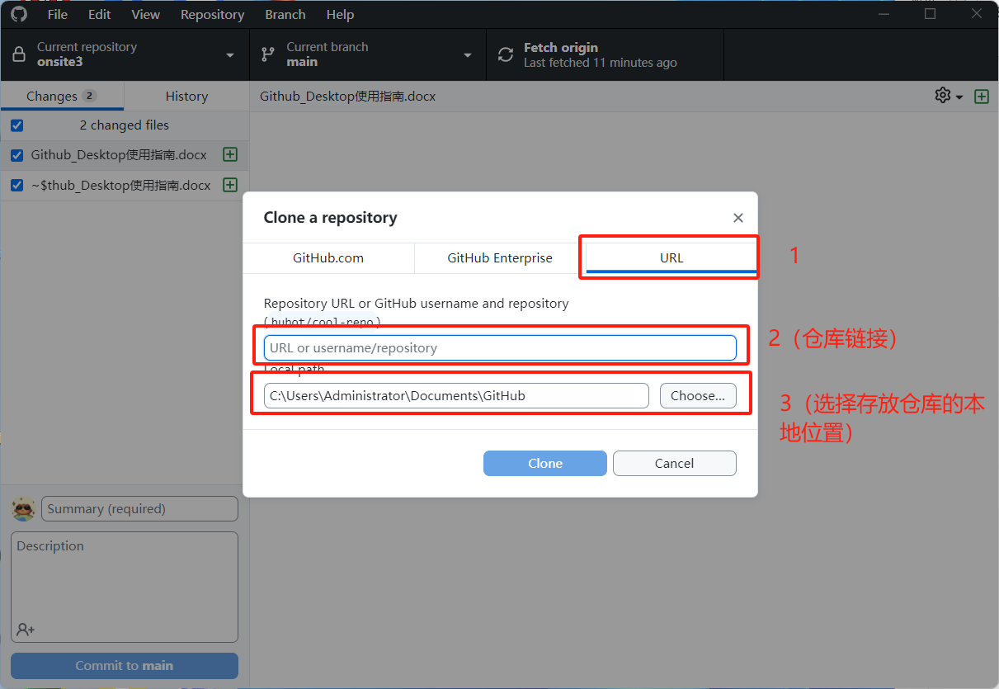 File Edit View Repository Branch Help
Current repository
onsite3
Current branch
main
Fetch origin
Last fetched 11 minutes ago
Changes 2
History
Github_Desktop使用指南.docx
2 changed files
Github_Desktop使用指南.docx
~$thub_Desktop使用指南.docx
Clone a repository
GitHub.com
GitHub Enterprise
URL
1
Repository URL or GitHub username and repository
(hubot/cool-repo)
URL or username/repository
2（仓库链接）
Local path
C:\Users\Administrator\Documents\GitHub
Choose...
3（选择存放仓库的本
地位置）
Clone
Cancel
Summary (required)
Description
Commit to main